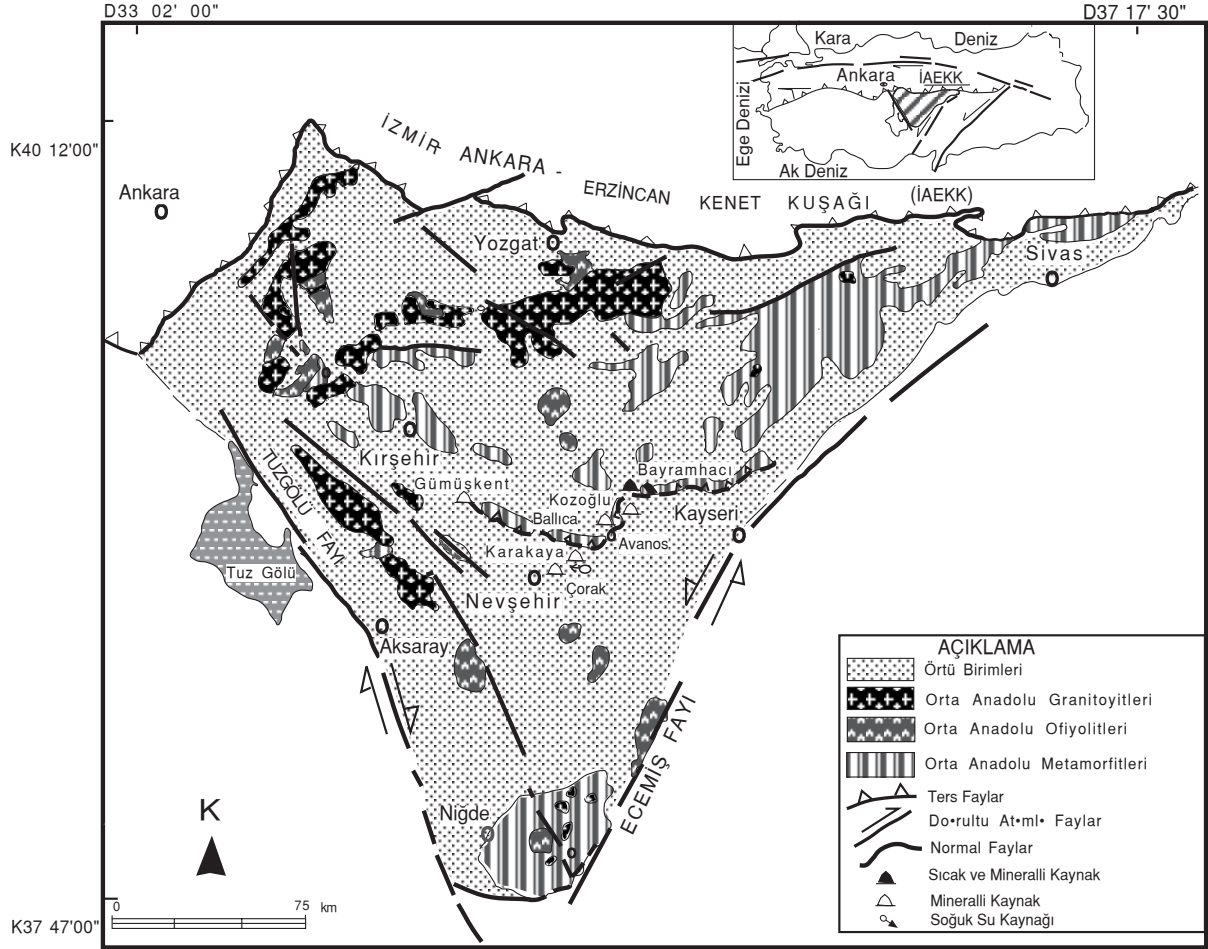 D33 02' 00"
D37 17' 30"
Kara Deniz
Ankara İAEKK
Ege Denizi
Ak Deniz
K40 12'00"
Ankara
İZMİR- ANKARA - ERZİNCAN KENET KUŞAĞI (İAEKK)
Yozgat
Sivas
Kırşehir
Gümüşkent
Bayramhacı
Kozoğlu
Kayseri
Ballıca
Avanos
Karakaya
Çorak
Nevşehir
TUZGÖLÜ FAYI
Tuz Gölü
Aksaray
ECEMİŞ FAYI
Niğde
K
0 75 km
K37 47'00"
AÇIKLAMA
Örtü Birimleri
Orta Anadolu Granitoyitleri
Orta Anadolu Ofiyolitleri
Orta Anadolu Metamorfitleri
Ters Faylar
Do•rultu At•ml• Faylar
Normal Faylar
Sıcak ve Mineralli Kaynak
Mineralli Kaynak
Soğuk Su Kaynağı